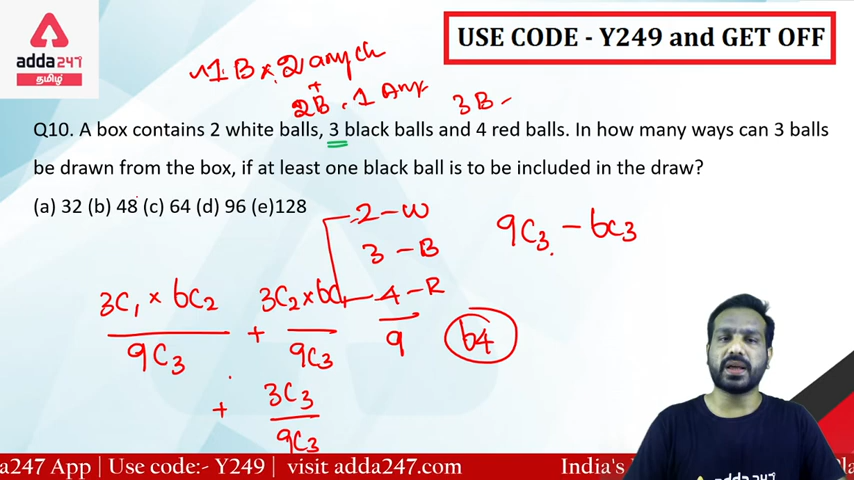 adda247
தமிழ்
USE CODE - Y249 and GET OFF
1 B × 2 any ch
+
2B . 1 Any
3 B -
Q10. A box contains 2 white balls, 3 black balls and 4 red balls. In how many ways can 3 balls
be drawn from the box, if at least one black ball is to be included in the draw?
(a) 32 (b) 48 (c) 64 (d) 96 (e)128
2 - W
3 - B
4 - R
9
9C3 - 6C3
64
3C1 × 6C2
9C3
+
3C2 × 6C1
9C3
+
3C3
9C3
adda247
a247 App | Use code:- Y249 | visit adda247.com
India's